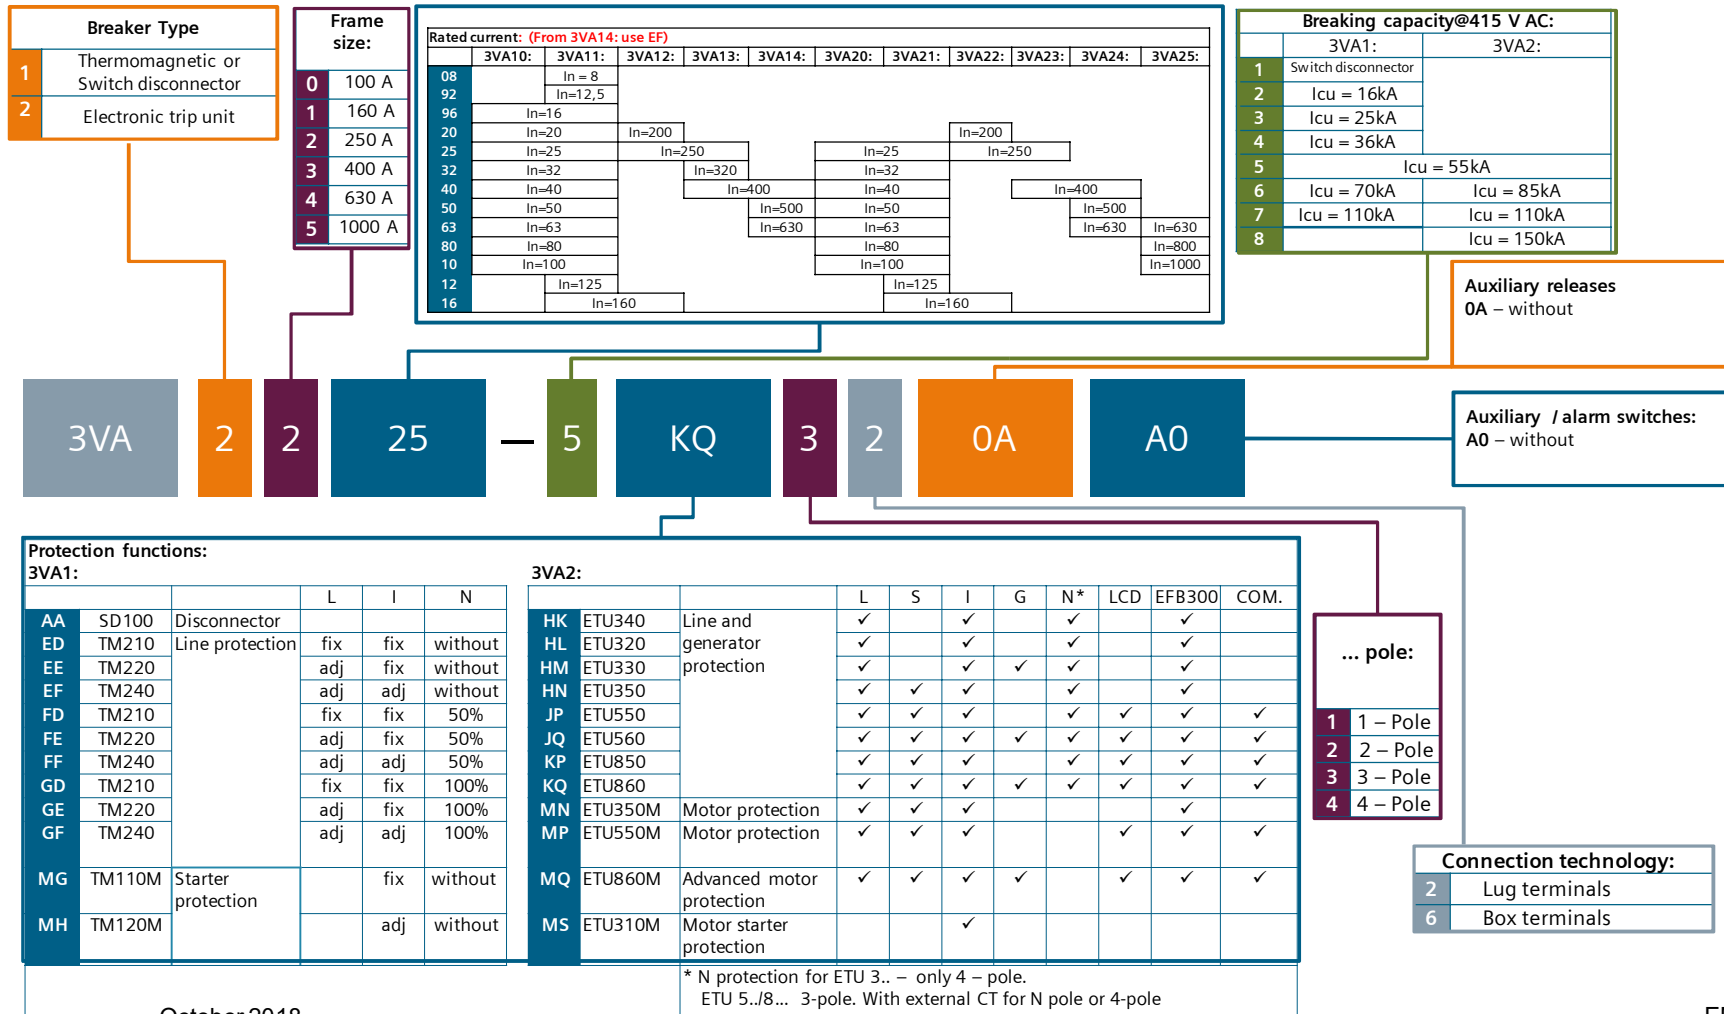 Breaker Type
1 Thermomagnetic or
Switch disconnector
2 Electronic trip unit
Frame
size:
0 100 A
1 160 A
2 250 A
3 400 A
4 630 A
5 1000 A
Rated current: (From 3VA14: use EF)
3VA10: 3VA11: 3VA12: 3VA13: 3VA14: 3VA20: 3VA21: 3VA22: 3VA23: 3VA24: 3VA25:
08 In = 8
92 In=12,5
96 In=16
20 In=20 In=200 In=200
25 In=25 In=250 In=25 In=250
32 In=32 In=320 In=32
40 In=40 In=400 In=40 In=400
50 In=50 In=500 In=50 In=500
63 In=63 In=630 In=63 In=630 In=630
80 In=80 In=80 In=800
10 In=100 In=100 In=1000
12 In=125 In=125
16 In=160 In=160
Breaking capacity@415 V AC:
3VA1: 3VA2:
1 Switch disconnector
2 Icu = 16kA
3 Icu = 25kA
4 Icu = 36kA
5 Icu = 55kA
6 Icu = 70kA Icu = 85kA
7 Icu = 110kA Icu = 110kA
8 Icu = 150kA
Auxiliary releases
0A – without
3VA 2 2 25 – 5 KQ 3 2 0A A0
Auxiliary / alarm switches:
A0 – without
Protection functions:
3VA1:
L I N
AA SD100 Disconnector
ED TM210 Line protection fix fix without
EE TM220 adj fix without
EF TM240 adj adj without
FD TM210 fix fix 50%
FE TM220 adj fix 50%
FF TM240 adj adj 50%
GD TM210 fix fix 100%
GE TM220 adj fix 100%
GF TM240 adj adj 100%
MG TM110M Starter fix without
protection
MH TM120M adj without
3VA2:
L S I G N* LCD EFB300 COM.
HK ETU340 Line and ✓ ✓ ✓ ✓
HL ETU320 generator ✓ ✓ ✓ ✓
HM ETU330 protection ✓ ✓ ✓ ✓ ✓
HN ETU350 ✓ ✓ ✓ ✓ ✓
JP ETU550 ✓ ✓ ✓ ✓ ✓ ✓ ✓
JQ ETU560 ✓ ✓ ✓ ✓ ✓ ✓ ✓ ✓
KP ETU850 ✓ ✓ ✓ ✓ ✓ ✓ ✓
KQ ETU860 ✓ ✓ ✓ ✓ ✓ ✓ ✓ ✓
MN ETU350M Motor protection ✓ ✓ ✓ ✓
MP ETU550M Motor protection ✓ ✓ ✓ ✓ ✓ ✓
MQ ETU860M Advanced motor ✓ ✓ ✓ ✓ ✓ ✓ ✓
protection
MS ETU310M Motor starter ✓
protection
* N protection for ETU 3.. – only 4 – pole.
ETU 5../8... 3-pole. With external CT for N pole or 4-pole
... pole:
1 1 – Pole
2 2 – Pole
3 3 – Pole
4 4 – Pole
Connection technology:
2 Lug terminals
6 Box terminals
October 2018